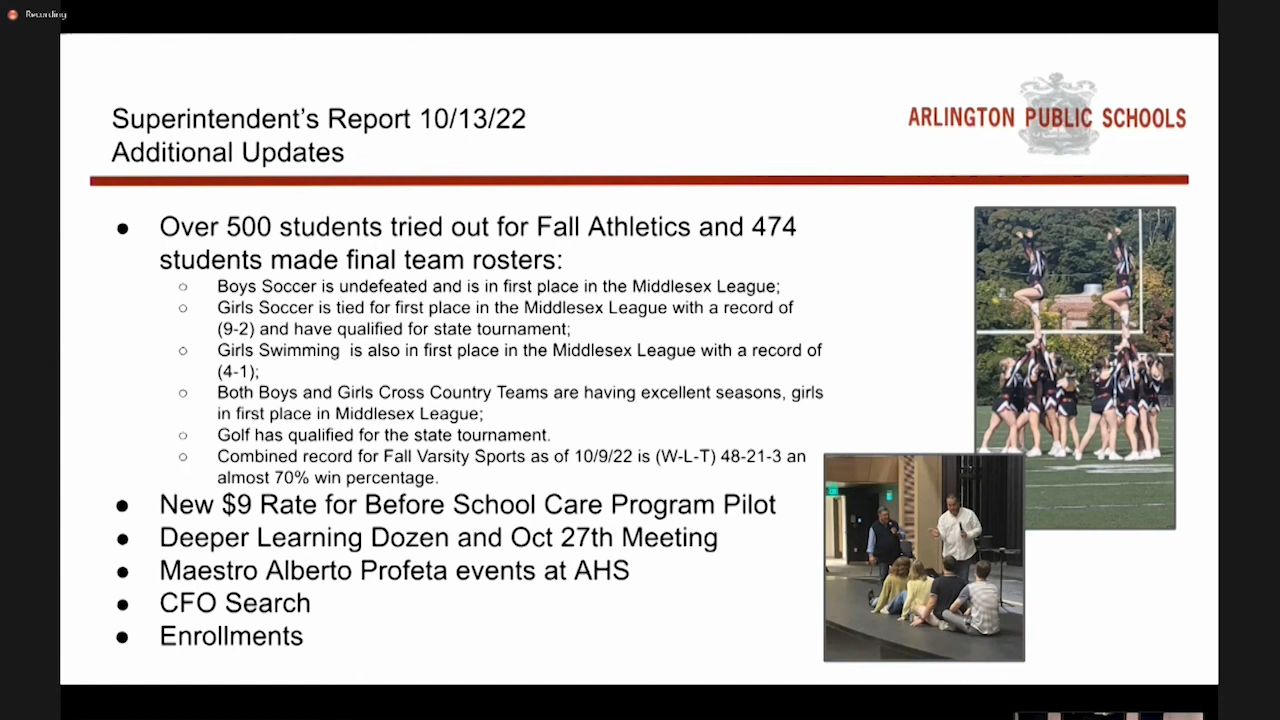 Recording
Superintendent's Report 10/13/22
Additional Updates
ARLINGTON PUBLIC SCHOOLS
● Over 500 students tried out for Fall Athletics and 474
students made final team rosters:
○ Boys Soccer is undefeated and is in first place in the Middlesex League;
○ Girls Soccer is tied for first place in the Middlesex League with a record of
(9-2) and have qualified for state tournament;
○ Girls Swimming is also in first place in the Middlesex League with a record of
(4-1);
○ Both Boys and Girls Cross Country Teams are having excellent seasons, girls
in first place in Middlesex League;
○ Golf has qualified for the state tournament.
○ Combined record for Fall Varsity Sports as of 10/9/22 is (W-L-T) 48-21-3 an
almost 70% win percentage.
● New $9 Rate for Before School Care Program Pilot
● Deeper Learning Dozen and Oct 27th Meeting
● Maestro Alberto Profeta events at AHS
● CFO Search
● Enrollments